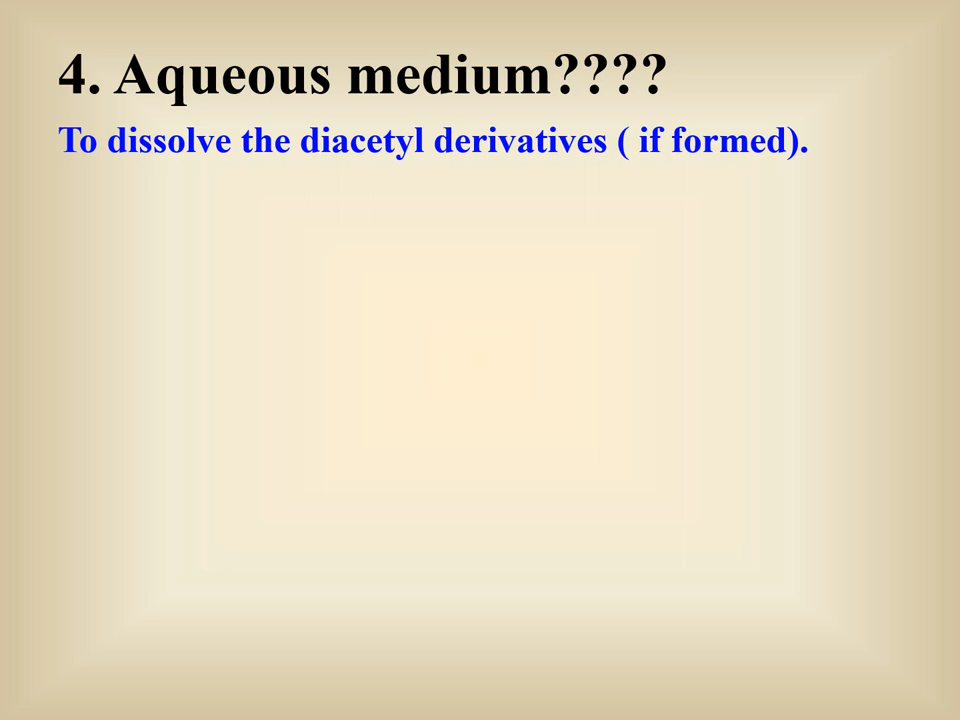 4. Aqueous medium????
To dissolve the diacetyl derivatives ( if formed).